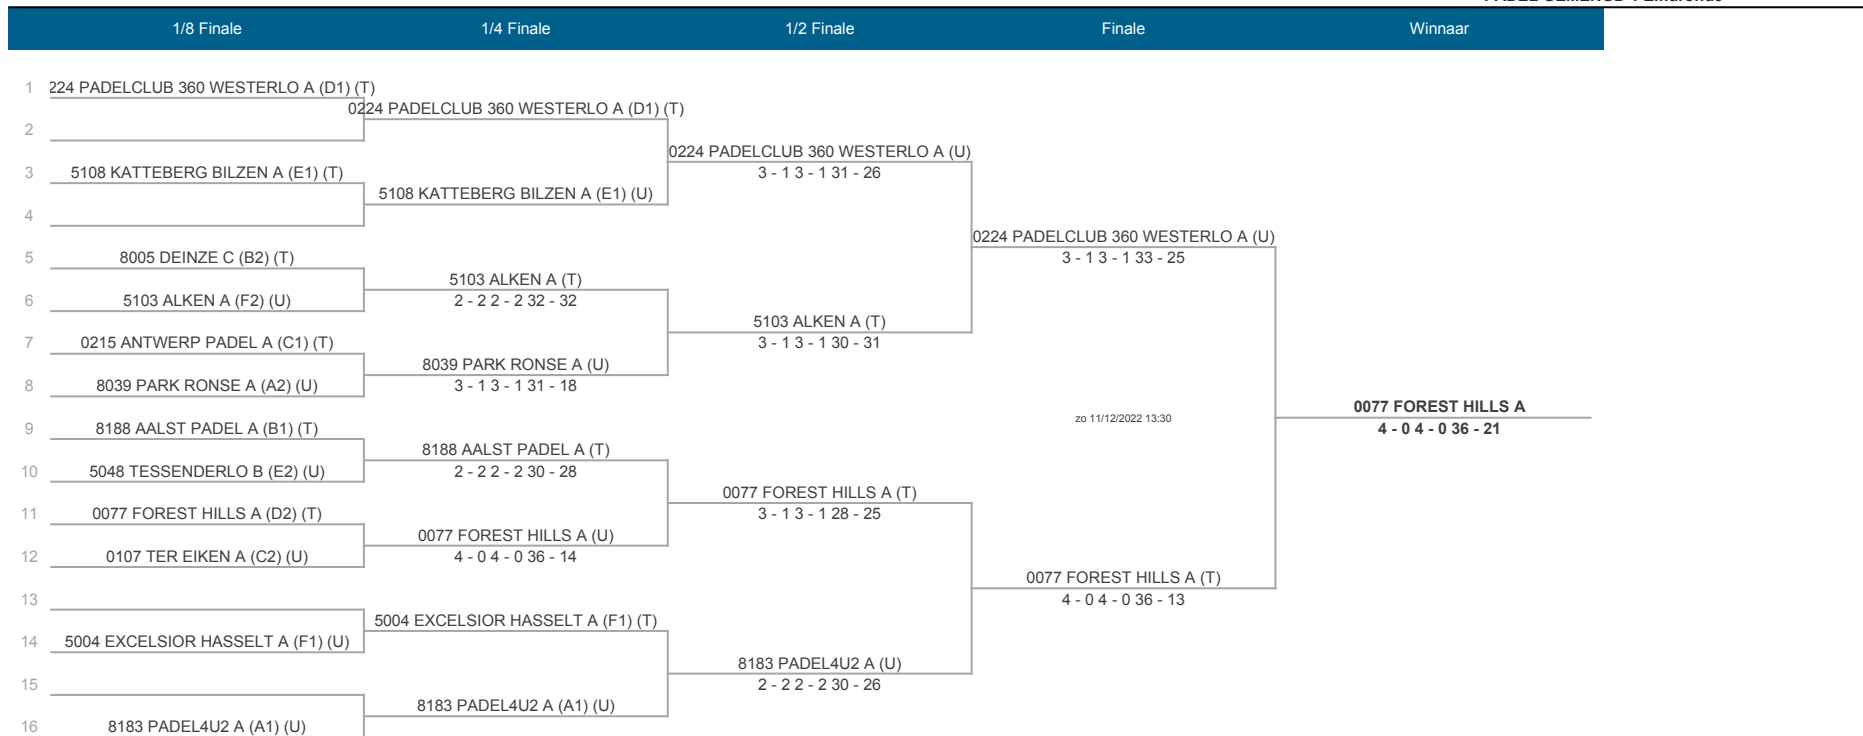 1/8 Finale 1/4 Finale 1/2 Finale Finale Winnaar
1 224 PADELCLUB 360 WESTERLO A (D1) (T)
0224 PADELCLUB 360 WESTERLO A (D1) (T)
2
0224 PADELCLUB 360 WESTERLO A (U)
3 5108 KATTEBERG BILZEN A (E1) (T)
3 - 1 3 - 1 31 - 26
5108 KATTEBERG BILZEN A (E1) (U)
4
0224 PADELCLUB 360 WESTERLO A (U)
5 8005 DEINZE C (B2) (T)
3 - 1 3 - 1 33 - 25
5103 ALKEN A (T)
6 5103 ALKEN A (F2) (U)
2 - 2 2 - 2 32 - 32
5103 ALKEN A (T)
7 0215 ANTWERP PADEL A (C1) (T)
3 - 1 3 - 1 30 - 31
8039 PARK RONSE A (U)
8 8039 PARK RONSE A (A2) (U)
3 - 1 3 - 1 31 - 18
0077 FOREST HILLS A
zo 11/12/2022 13:30
9 8188 AALST PADEL A (B1) (T)
4 - 0 4 - 0 36 - 21
8188 AALST PADEL A (T)
10 5048 TESSENDERLO B (E2) (U)
2 - 2 2 - 2 30 - 28
0077 FOREST HILLS A (T)
11 0077 FOREST HILLS A (D2) (T)
3 - 1 3 - 1 28 - 25
0077 FOREST HILLS A (U)
12 0107 TER EIKEN A (C2) (U)
4 - 0 4 - 0 36 - 14
0077 FOREST HILLS A (T)
13
4 - 0 4 - 0 36 - 13
5004 EXCELSIOR HASSELT A (F1) (T)
14 5004 EXCELSIOR HASSELT A (F1) (U)
8183 PADEL4U2 A (U)
15
2 - 2 2 - 2 30 - 26
8183 PADEL4U2 A (A1) (U)
16 8183 PADEL4U2 A (A1) (U)